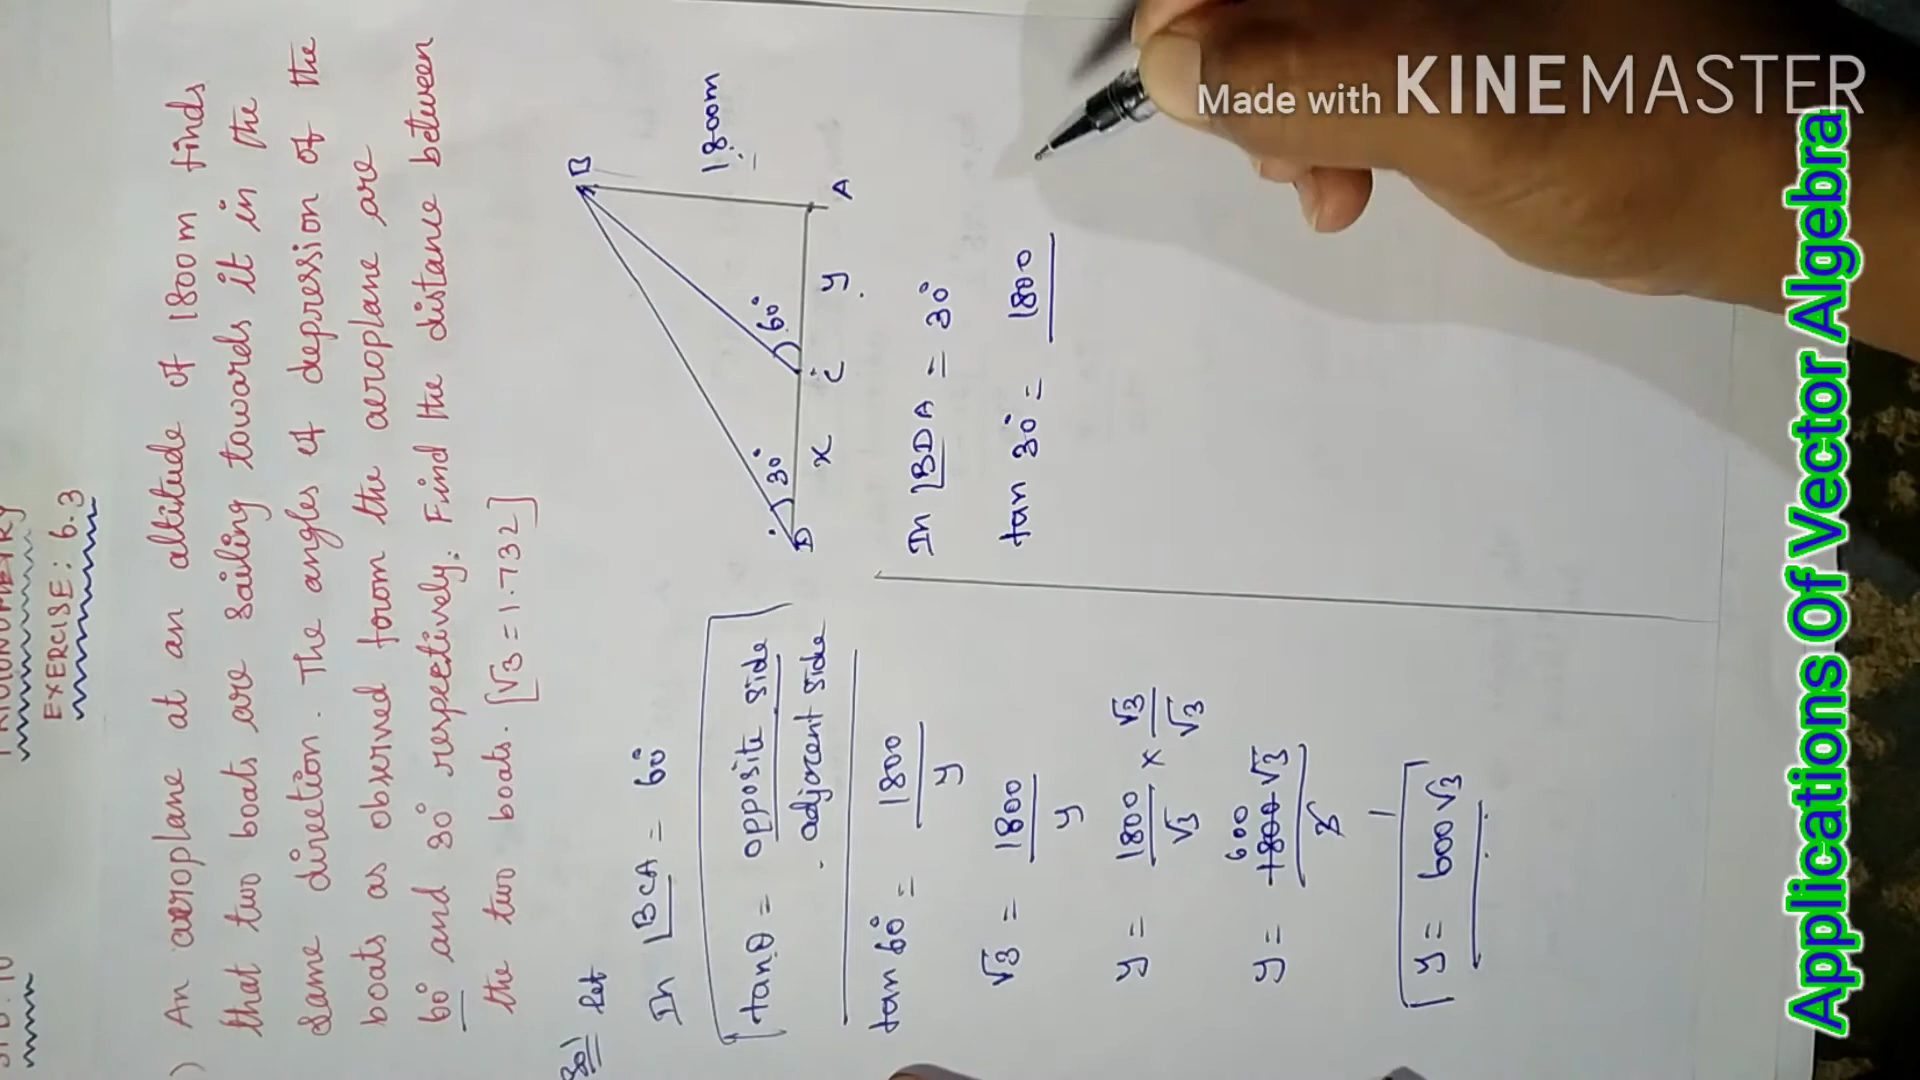 EXERCISE: 6.3
) An aeroplane at an altitude of 1800m finds
that two boats are sailing towards it in the
same direction. The angles of depression of the
boats as observed from the aeroplane are
60° and 30° respectively. Find the distance between
the two boats. [√3 = 1.732]
Sol) let
In ∠BCA = 60°
tanθ = opposite side / adjacent side
tan 60° = 1800 / y
√3 = 1800 / y
y = 1800 / √3 × √3 / √3
y = 1800 √3 / 3
600
1
y = 600 √3
B
1800m
A
60°
y
C
30°
x
D
In ∠BDA = 30°
tan 30° = 1800
Made with KINEMASTER
Applications Of Vector Algebra